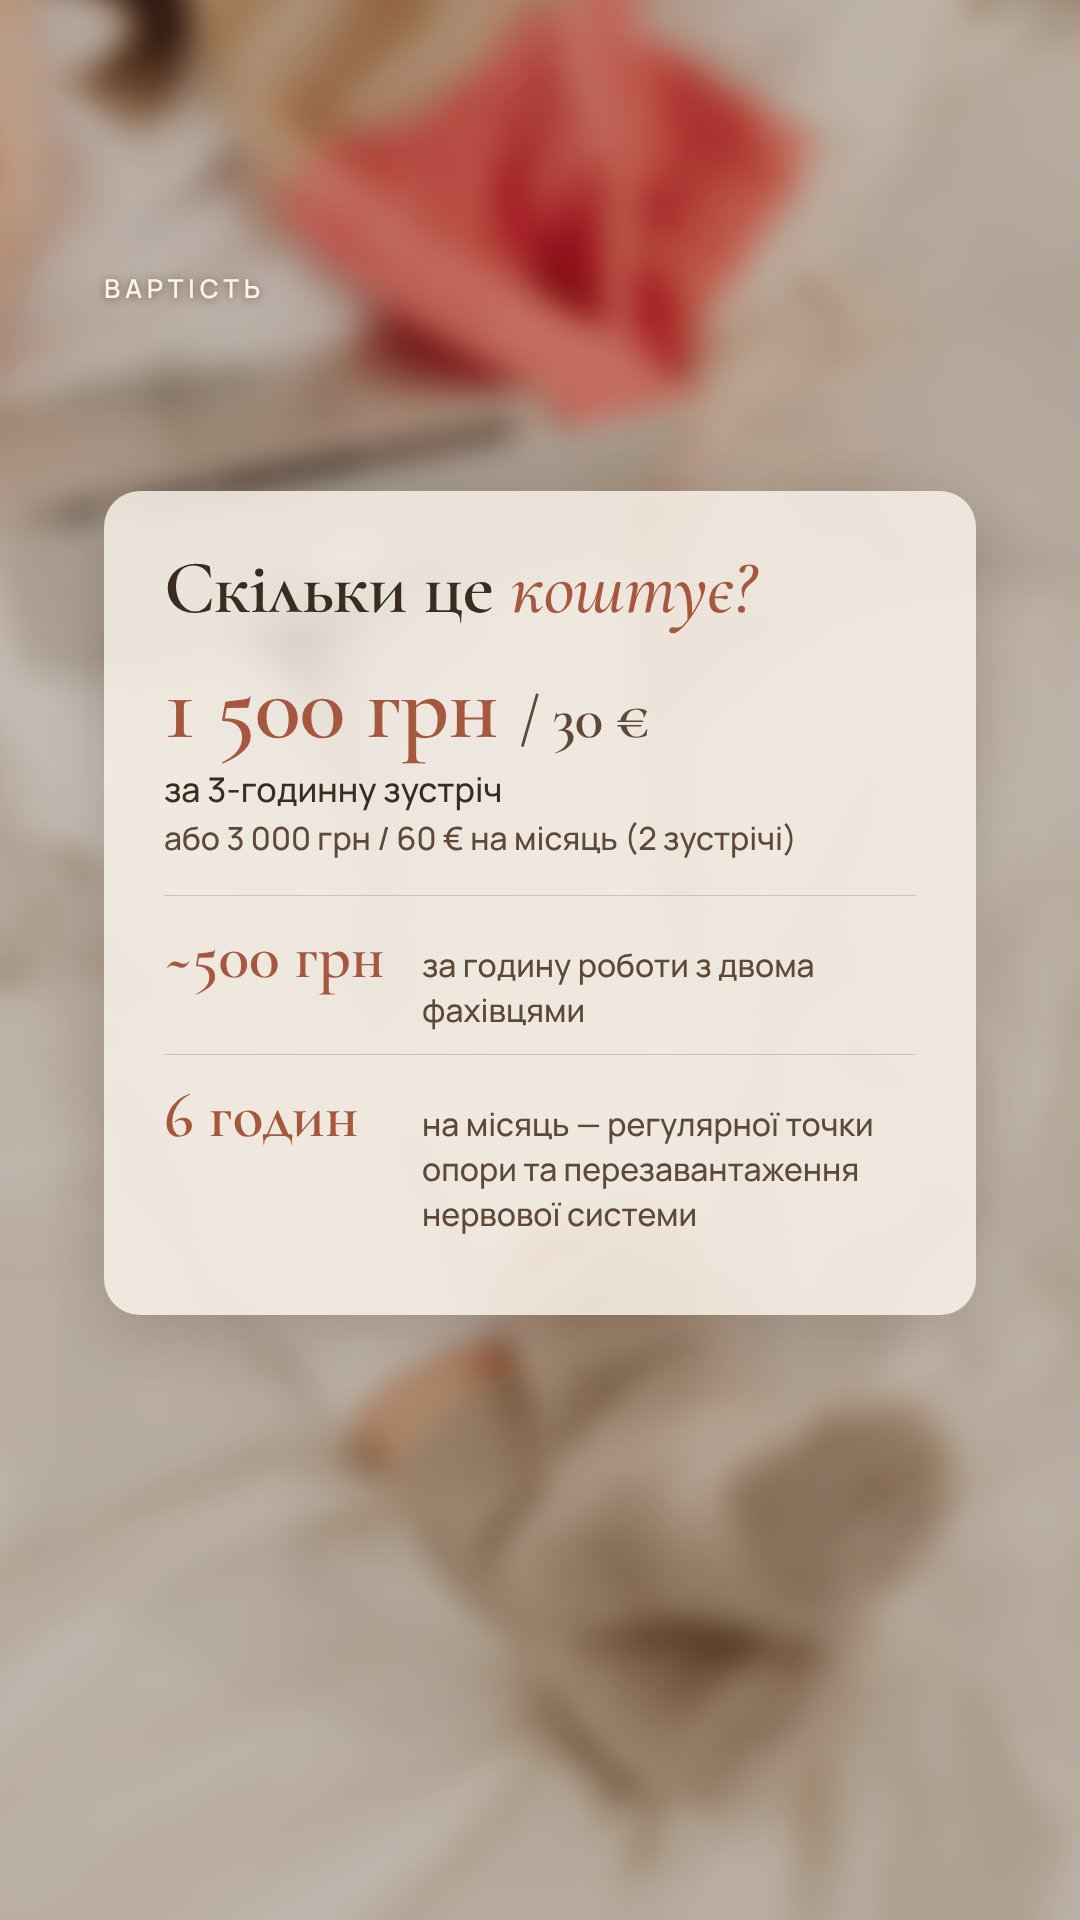 ВАРТІСТЬ
Скільки це коштує?
1 500 грн / 30 €
за 3-годинну зустріч
або 3 000 грн / 60 € на місяць (2 зустрічі)
~500 грн за годину роботи з двома
фахівцями
6 годин на місяць — регулярної точки
опори та перезавантаження
нервової системи